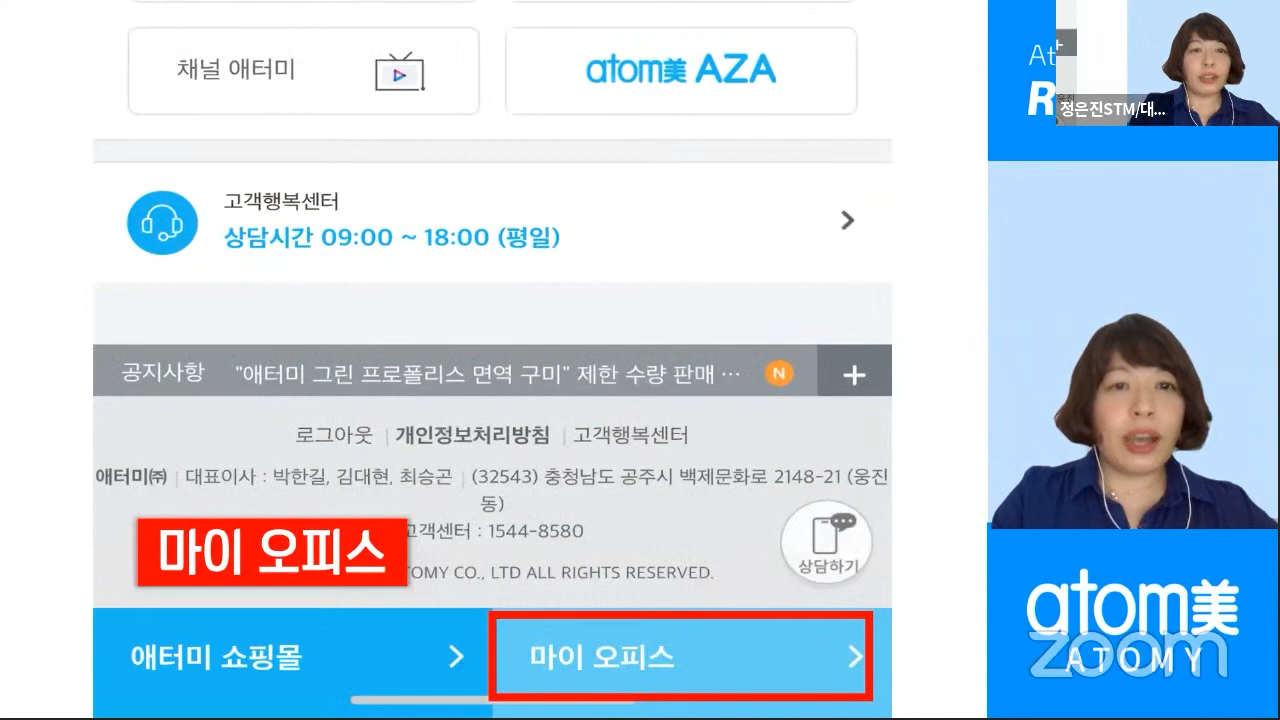 채널 애터미
atom美 AZA
고객행복센터
상담시간 09:00 ~ 18:00 (평일)
공지사항 "애터미 그린 프로폴리스 면역 구미" 제한 수량 판매 ··· N +
로그아웃 | 개인정보처리방침 | 고객행복센터
애터미㈜ | 대표이사 : 박한길, 김대현, 최승곤 | (32543) 충청남도 공주시 백제문화로 2148-21 (웅진
동)
고객센터 : 1544-8580
TOMY CO., LTD ALL RIGHTS RESERVED.
상담하기
마이 오피스
애터미 쇼핑몰
마이 오피스
At
R
정은진STM/대...
atom美
ATOMY
zoom